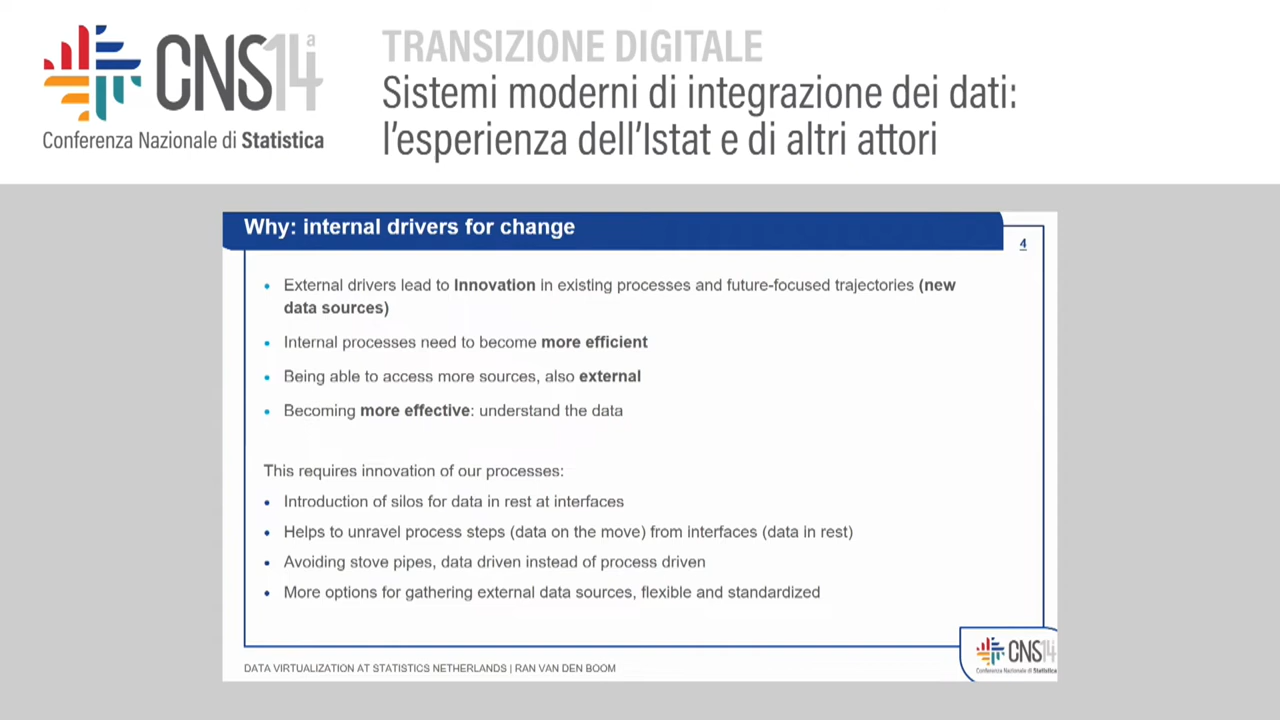 CNS14ª
Conferenza Nazionale di Statistica
TRANSIZIONE DIGITALE
Sistemi moderni di integrazione dei dati:
l'esperienza dell'Istat e di altri attori
Why: internal drivers for change
4
• External drivers lead to Innovation in existing processes and future-focused trajectories (new
data sources)
• Internal processes need to become more efficient
• Being able to access more sources, also external
• Becoming more effective: understand the data
This requires innovation of our processes:
• Introduction of silos for data in rest at interfaces
• Helps to unravel process steps (data on the move) from interfaces (data in rest)
• Avoiding stove pipes, data driven instead of process driven
• More options for gathering external data sources, flexible and standardized
DATA VIRTUALIZATION AT STATISTICS NETHERLANDS | RAN VAN DEN BOOM
CNS14
Conferenza Nazionale di Statistica